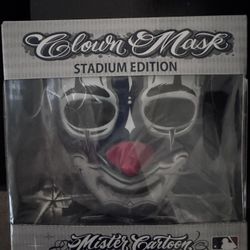 Clown Mask
STADIUM EDITION
Mister Cartoon